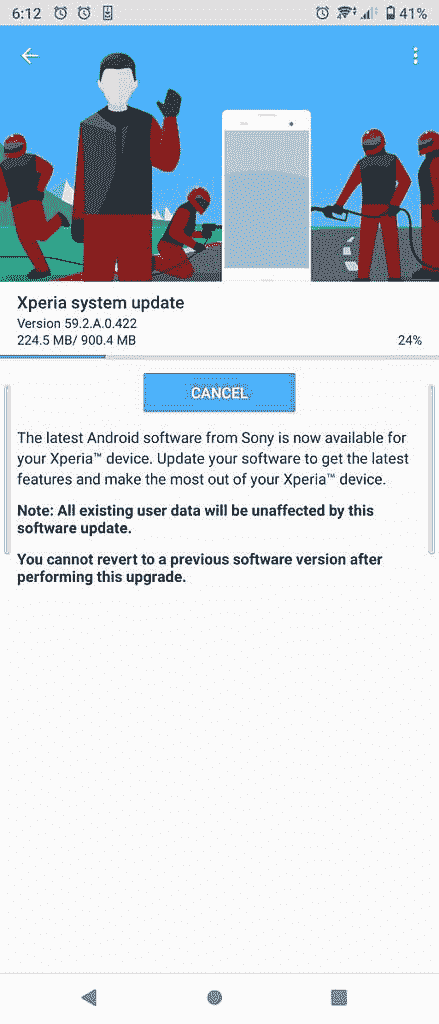 6:12
41%
Xperia system update
Version 59.2.A.0.422
224.5 MB/ 900.4 MB
24%
CANCEL
The latest Android software from Sony is now available for
your Xperia™ device. Update your software to get the latest
features and make the most out of your Xperia™ device.
Note: All existing user data will be unaffected by this
software update.
You cannot revert to a previous software version after
performing this upgrade.